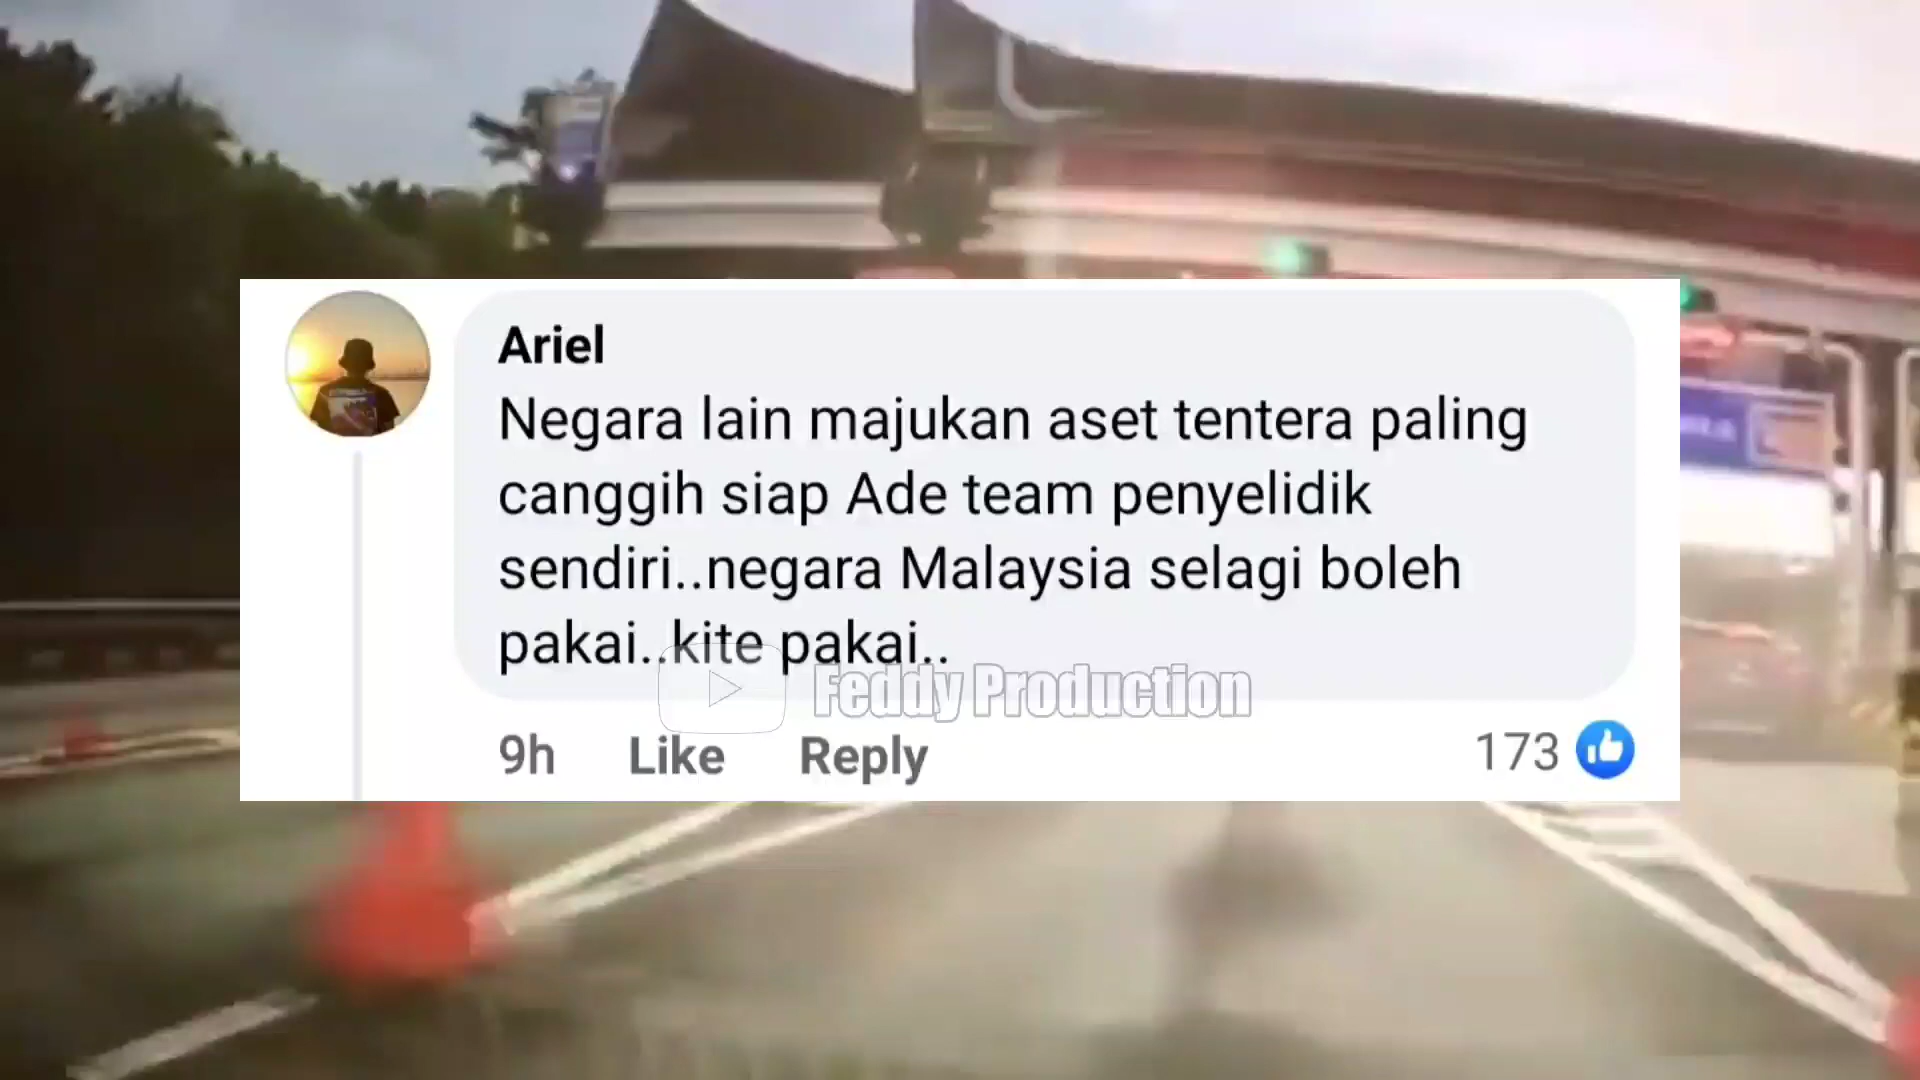 Ariel
Negara lain majukan aset tentera paling
canggih siap Ade team penyelidik
sendiri..negara Malaysia selagi boleh
pakai..kite pakai..
Feddy Production
9h Like Reply 173